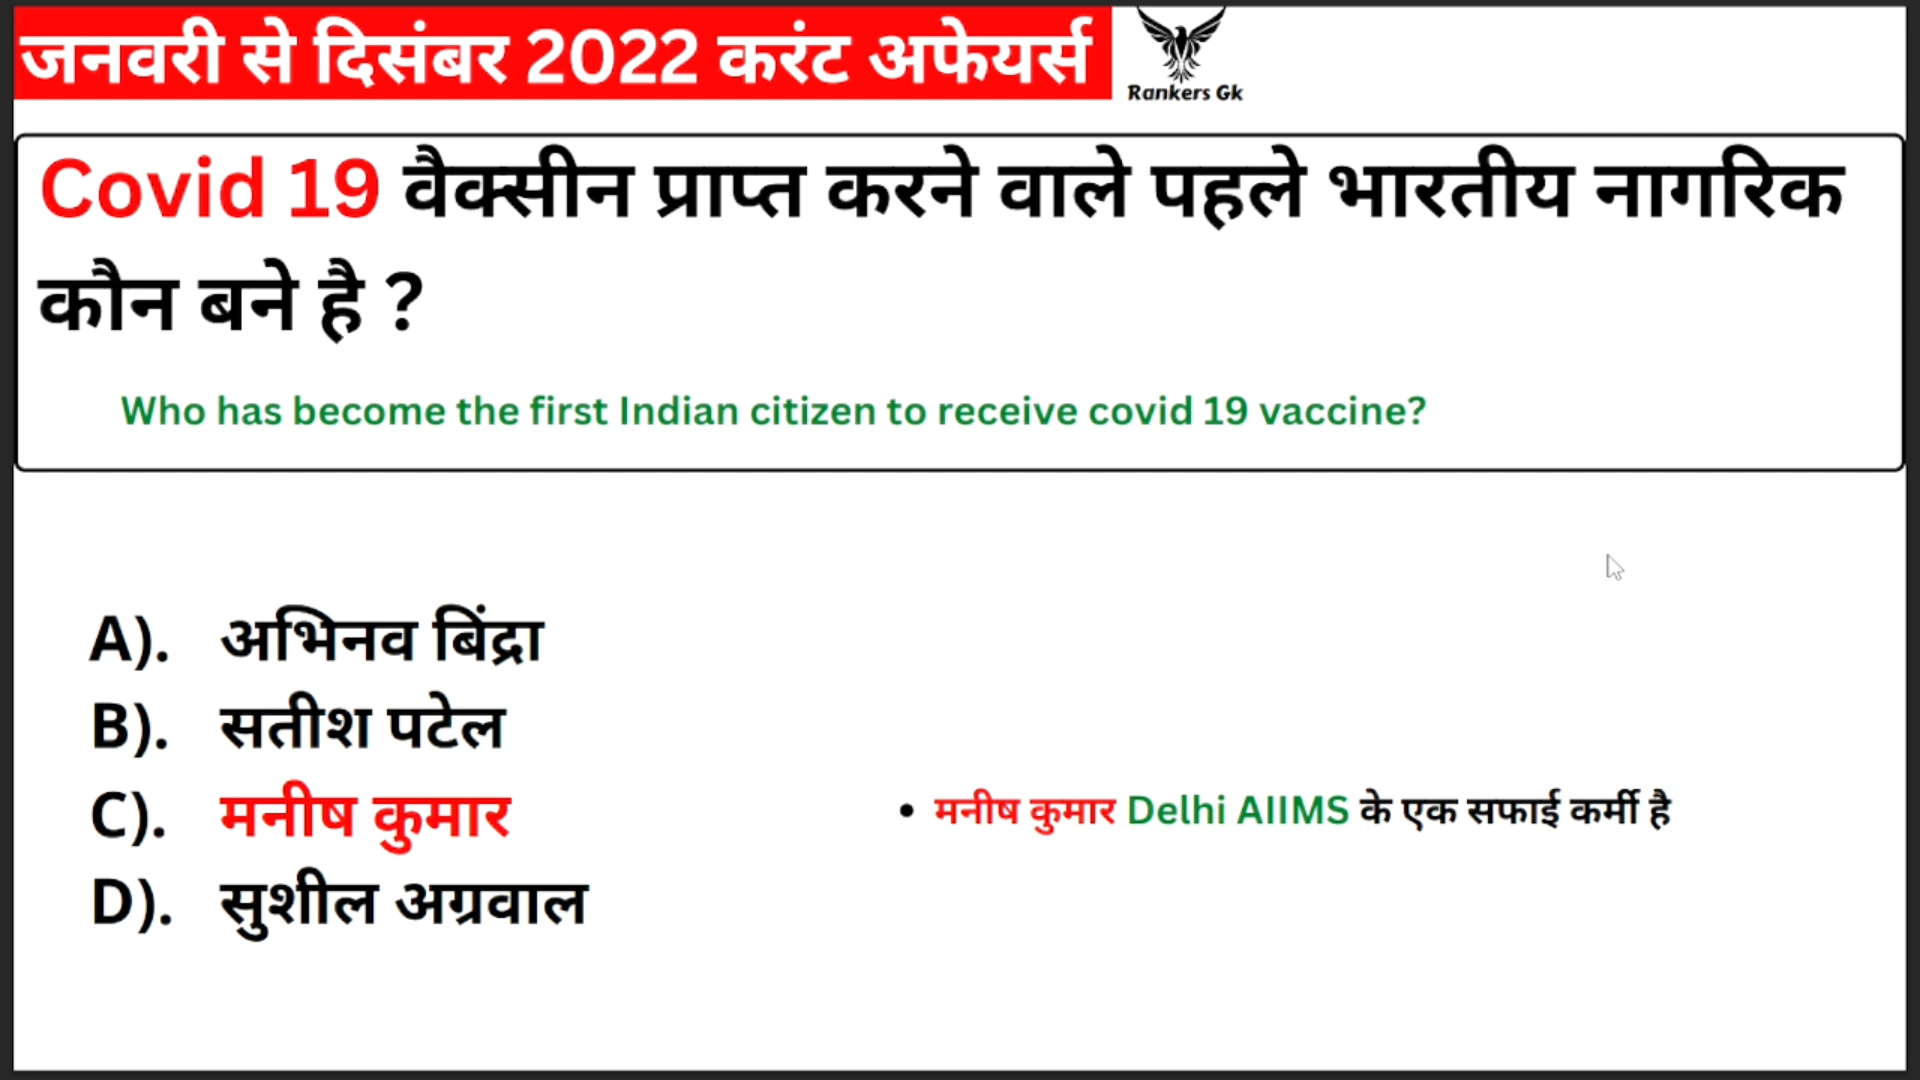 जनवरी से दिसंबर 2022 करंट अफेयर्स
Rankers Gk
Covid 19 वैक्सीन प्राप्त करने वाले पहले भारतीय नागरिक
कौन बने है ?
Who has become the first Indian citizen to receive covid 19 vaccine?
A). अभिनव बिंद्रा
B). सतीश पटेल
C). मनीष कुमार
• मनीष कुमार Delhi AIIMS के एक सफाई कर्मी है
D). सुशील अग्रवाल